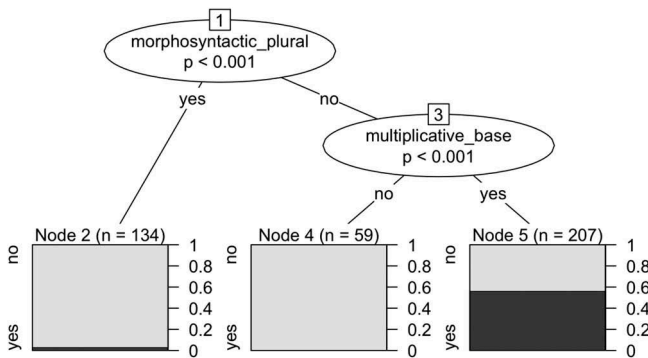 1
morphosyntactic_plural
p < 0.001
yes
no
3
multiplicative_base
p < 0.001
no
yes
Node 2 (n = 134)
no
yes
1
0.8
0.6
0.4
0.2
0
Node 4 (n = 59)
no
yes
1
0.8
0.6
0.4
0.2
0
Node 5 (n = 207)
no
yes
1
0.8
0.6
0.4
0.2
0